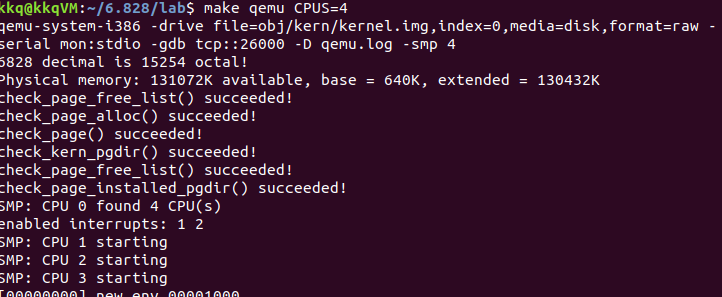 kkq@kkqVM:~/6.828/lab$ make qemu CPUS=4
qemu-system-i386 -drive file=obj/kern/kernel.img,index=0,media=disk,format=raw -
serial mon:stdio -gdb tcp::26000 -D qemu.log -smp 4
6828 decimal is 15254 octal!
Physical memory: 131072K available, base = 640K, extended = 130432K
check_page_free_list() succeeded!
check_page_alloc() succeeded!
check_page() succeeded!
check_kern_pgdir() succeeded!
check_page_free_list() succeeded!
check_page_installed_pgdir() succeeded!
SMP: CPU 0 found 4 CPU(s)
enabled interrupts: 1 2
SMP: CPU 1 starting
SMP: CPU 2 starting
SMP: CPU 3 starting
[00000000] new env 00001000